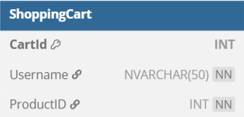 ShoppingCart
CartId INT
Username NVARCHAR(50) NN
ProductID INT NN